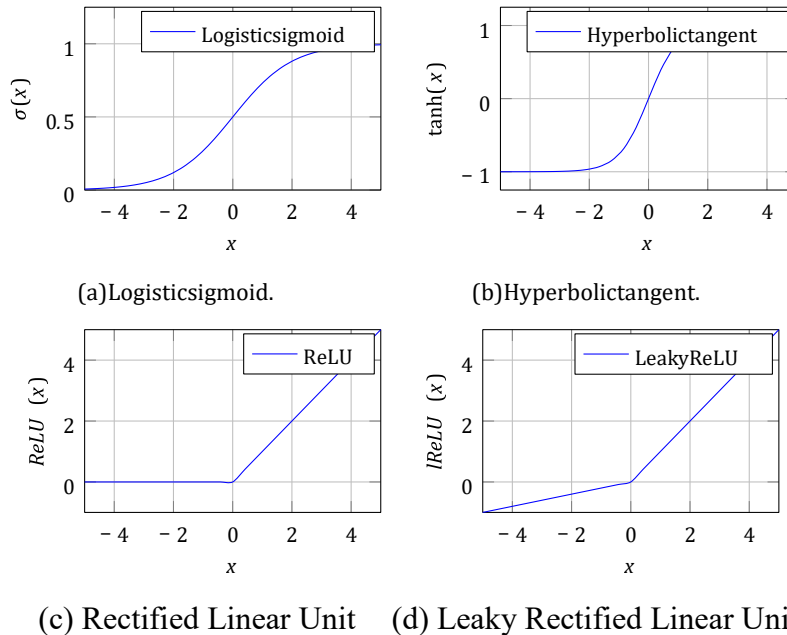 Logisticsigmoid
1
0.5
0
σ(x)
− 4 − 2 0 2 4
x
(a)Logisticsigmoid.
Hyperbolictangent
1
0
− 1
tanh( x)
− 4 − 2 0 2 4
x
(b)Hyperbolictangent.
ReLU
4
2
0
ReLU (x)
− 4 − 2 0 2 4
x
(c) Rectified Linear Unit
LeakyReLU
4
2
0
lReLU (x)
− 4 − 2 0 2 4
x
(d) Leaky Rectified Linear Uni